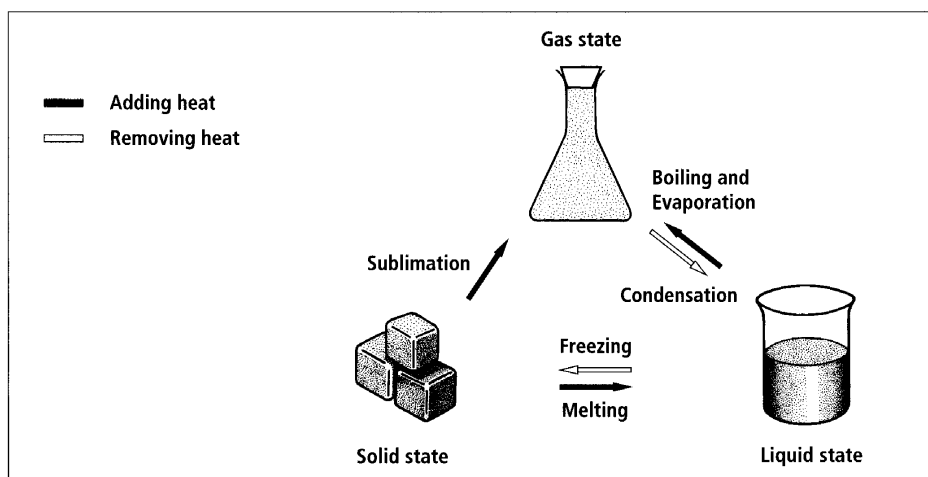 Gas state
Adding heat
Removing heat
Boiling and
Evaporation
Sublimation
Condensation
Freezing
Melting
Solid state
Liquid state